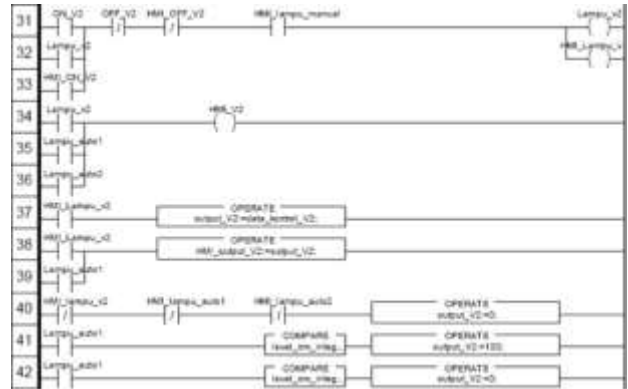 31 ON_V2 OFF_V2 HMI_OFF_V2 HMI_lampu_manual Lampu_v2
32 Lampu_v2 HMI_Lampu_v
33 HMI_ON_V2
34 Lampu_v2 HMI_V2
35 Lampu_auto1
36 Lampu_auto2
37 HMI_Lampu_v2 OPERATE
output_V2:=data_kontrol_V2;
38 HMI_Lampu_v2 OPERATE
HMI_output_V2:=output_V2;
39 Lampu_auto1
40 HMI_lampu_v2 HMI_lampu_auto1 HMI_lampu_auto2 OPERATE
output_V2:=0;
41 Lampu_auto1 COMPARE OPERATE
level_cm_integ output_V2:=100;
42 Lampu_auto1 COMPARE OPERATE
level_cm_integ output_V2:=0;